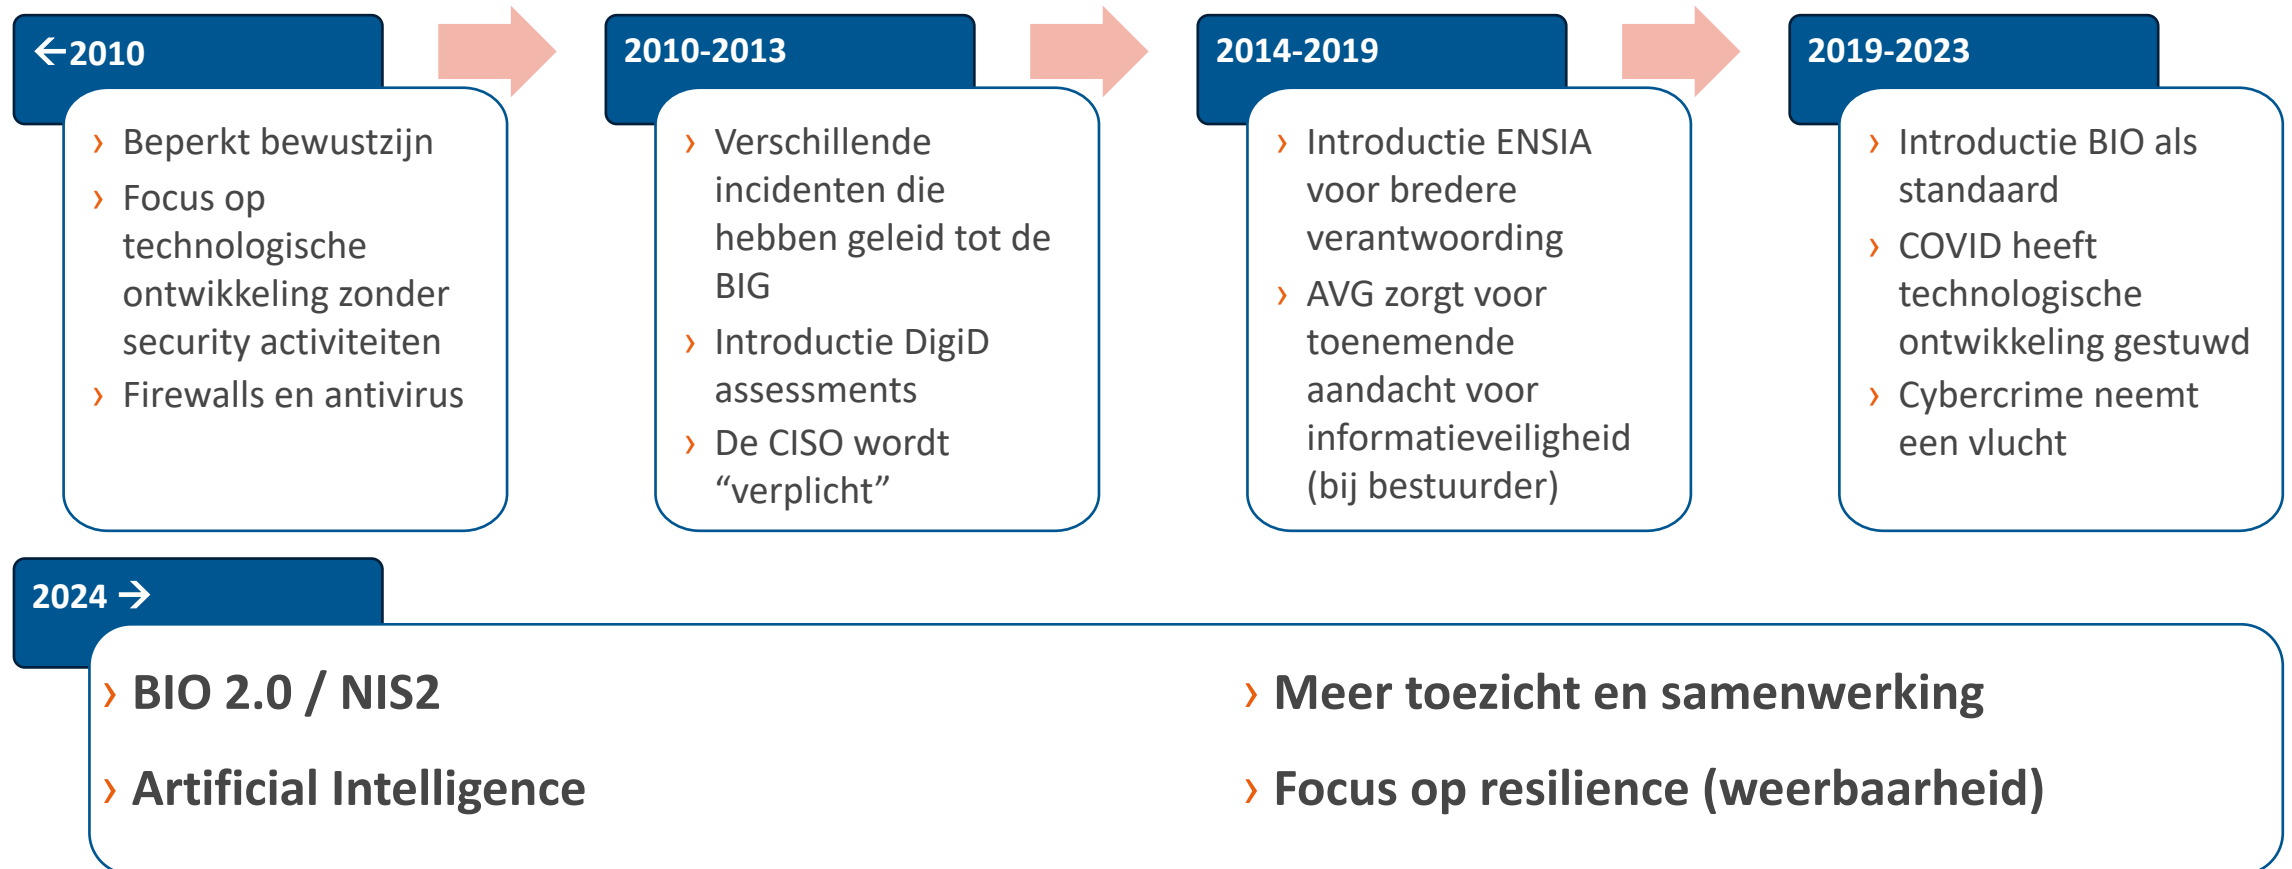 ←2010
› Beperkt bewustzijn
› Focus op
technologische
ontwikkeling zonder
security activiteiten
› Firewalls en antivirus
2010-2013
› Verschillende
incidenten die
hebben geleid tot de
BIG
› Introductie DigiD
assessments
› De CISO wordt
“verplicht”
2014-2019
› Introductie ENSIA
voor bredere
verantwoording
› AVG zorgt voor
toenemende
aandacht voor
informatieveiligheid
(bij bestuurder)
2019-2023
› Introductie BIO als
standaard
› COVID heeft
technologische
ontwikkeling gestuwd
› Cybercrime neemt
een vlucht
2024 →
› BIO 2.0 / NIS2
› Artificial Intelligence
› Meer toezicht en samenwerking
› Focus op resilience (weerbaarheid)